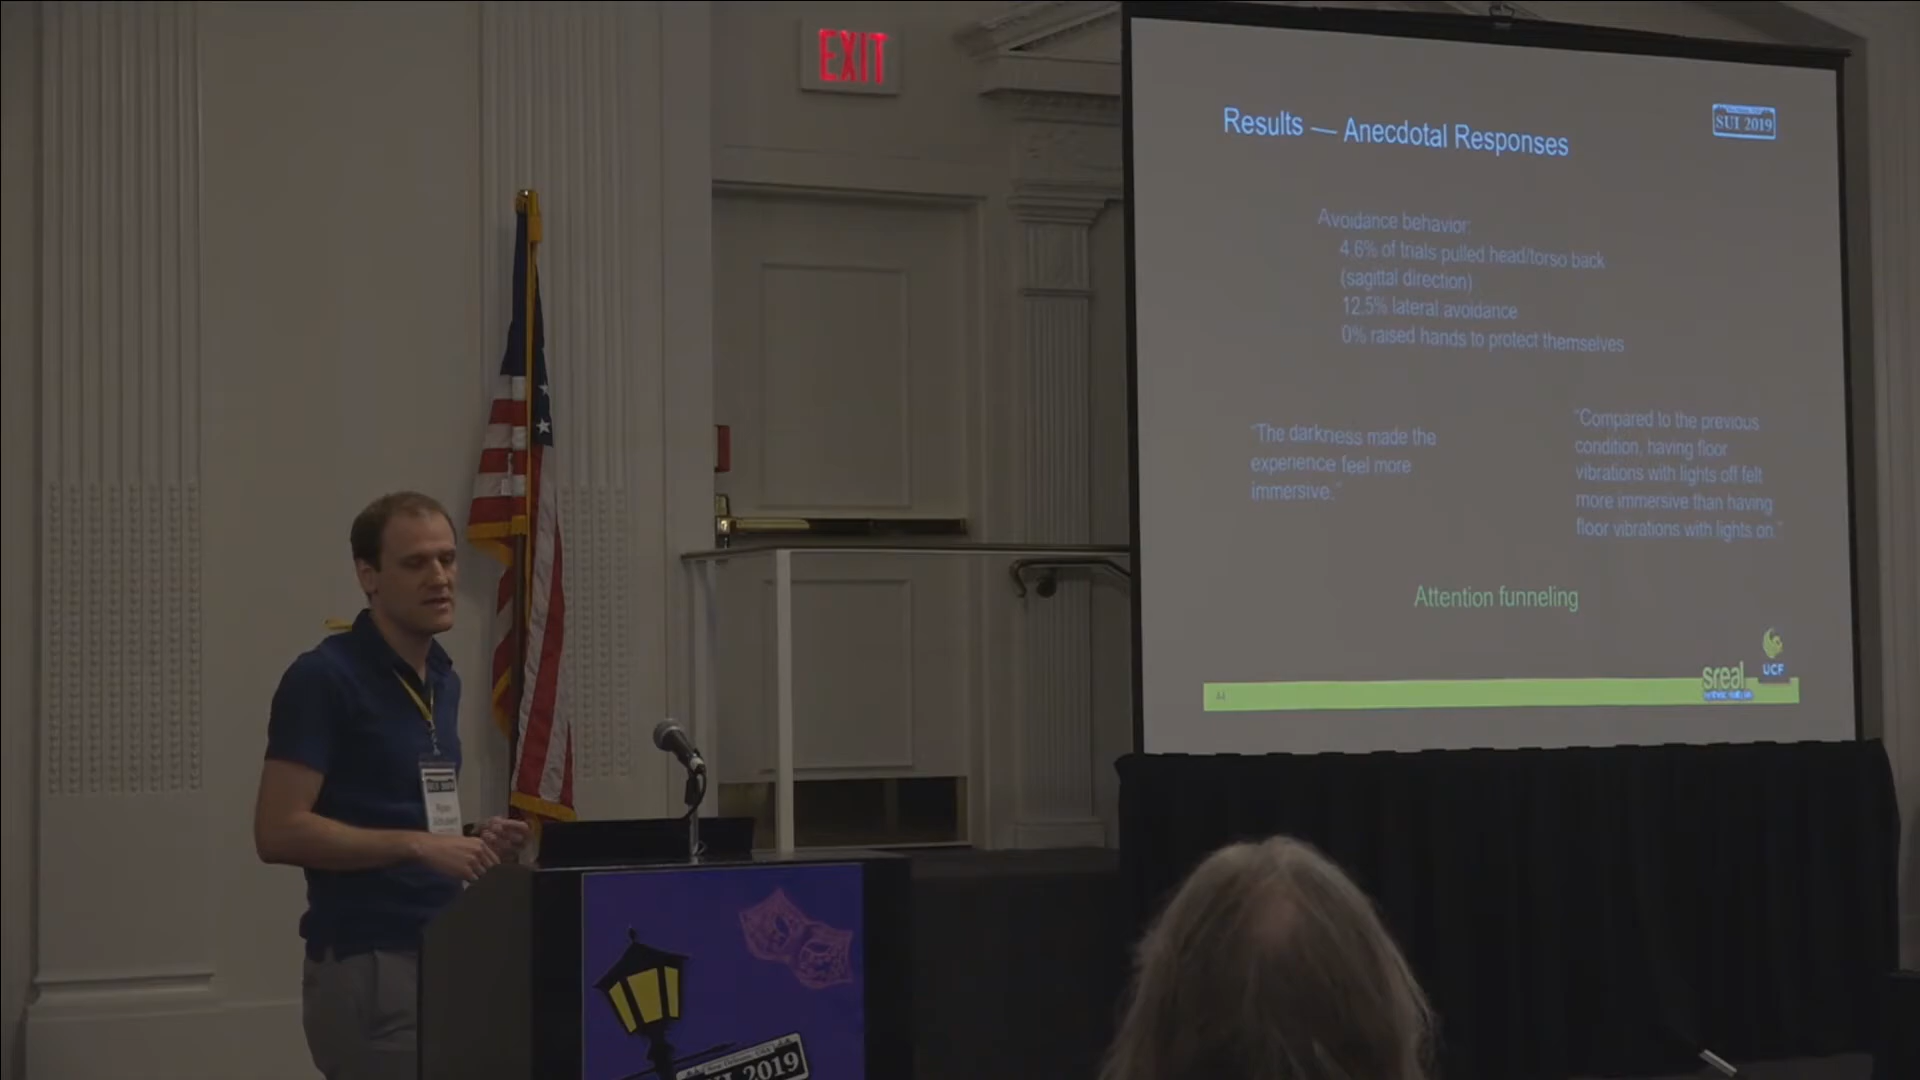 EXIT
Results — Anecdotal Responses
SUI 2019
Avoidance behavior:
4.6% of trials pulled head/torso back
(sagittal direction)
12.5% lateral avoidance
0% raised hands to protect themselves
"The darkness made the
experience feel more
immersive."
"Compared to the previous
condition, having floor
vibrations with lights off felt
more immersive than having
floor vibrations with lights on."
Attention funneling
UCF
sreal
44
SUI 2019
Ryan
2019